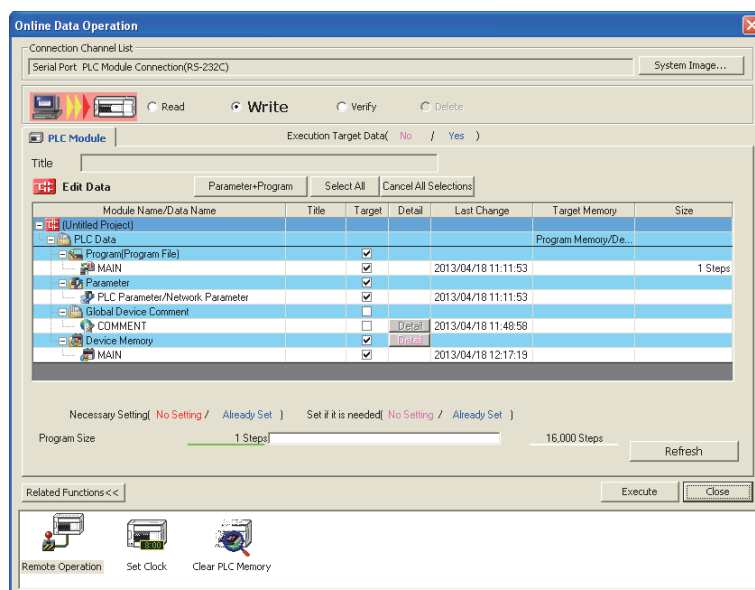 Online Data Operation
Connection Channel List
Serial Port PLC Module Connection(RS-232C)
System Image...
Read Write Verify Delete
PLC Module
Execution Target Data( No / Yes )
Title
Edit Data Parameter+Program Select All Cancel All Selections
Module Name/Data Name Title Target Detail Last Change Target Memory Size
(Untitled Project)
PLC Data Program Memory/De...
Program(Program File)
MAIN 2013/04/18 11:11:53 1 Steps
Parameter
PLC Parameter/Network Parameter 2013/04/18 11:11:53
Global Device Comment
COMMENT Detail 2013/04/18 11:48:58
Device Memory Detail
MAIN 2013/04/18 12:17:19
Necessary Setting( No Setting / Already Set ) Set if it is needed( No Setting / Already Set )
Program Size 1 Steps 16,000 Steps
Refresh
Related Functions<< Execute Close
8:00
Remote Operation Set Clock Clear PLC Memory